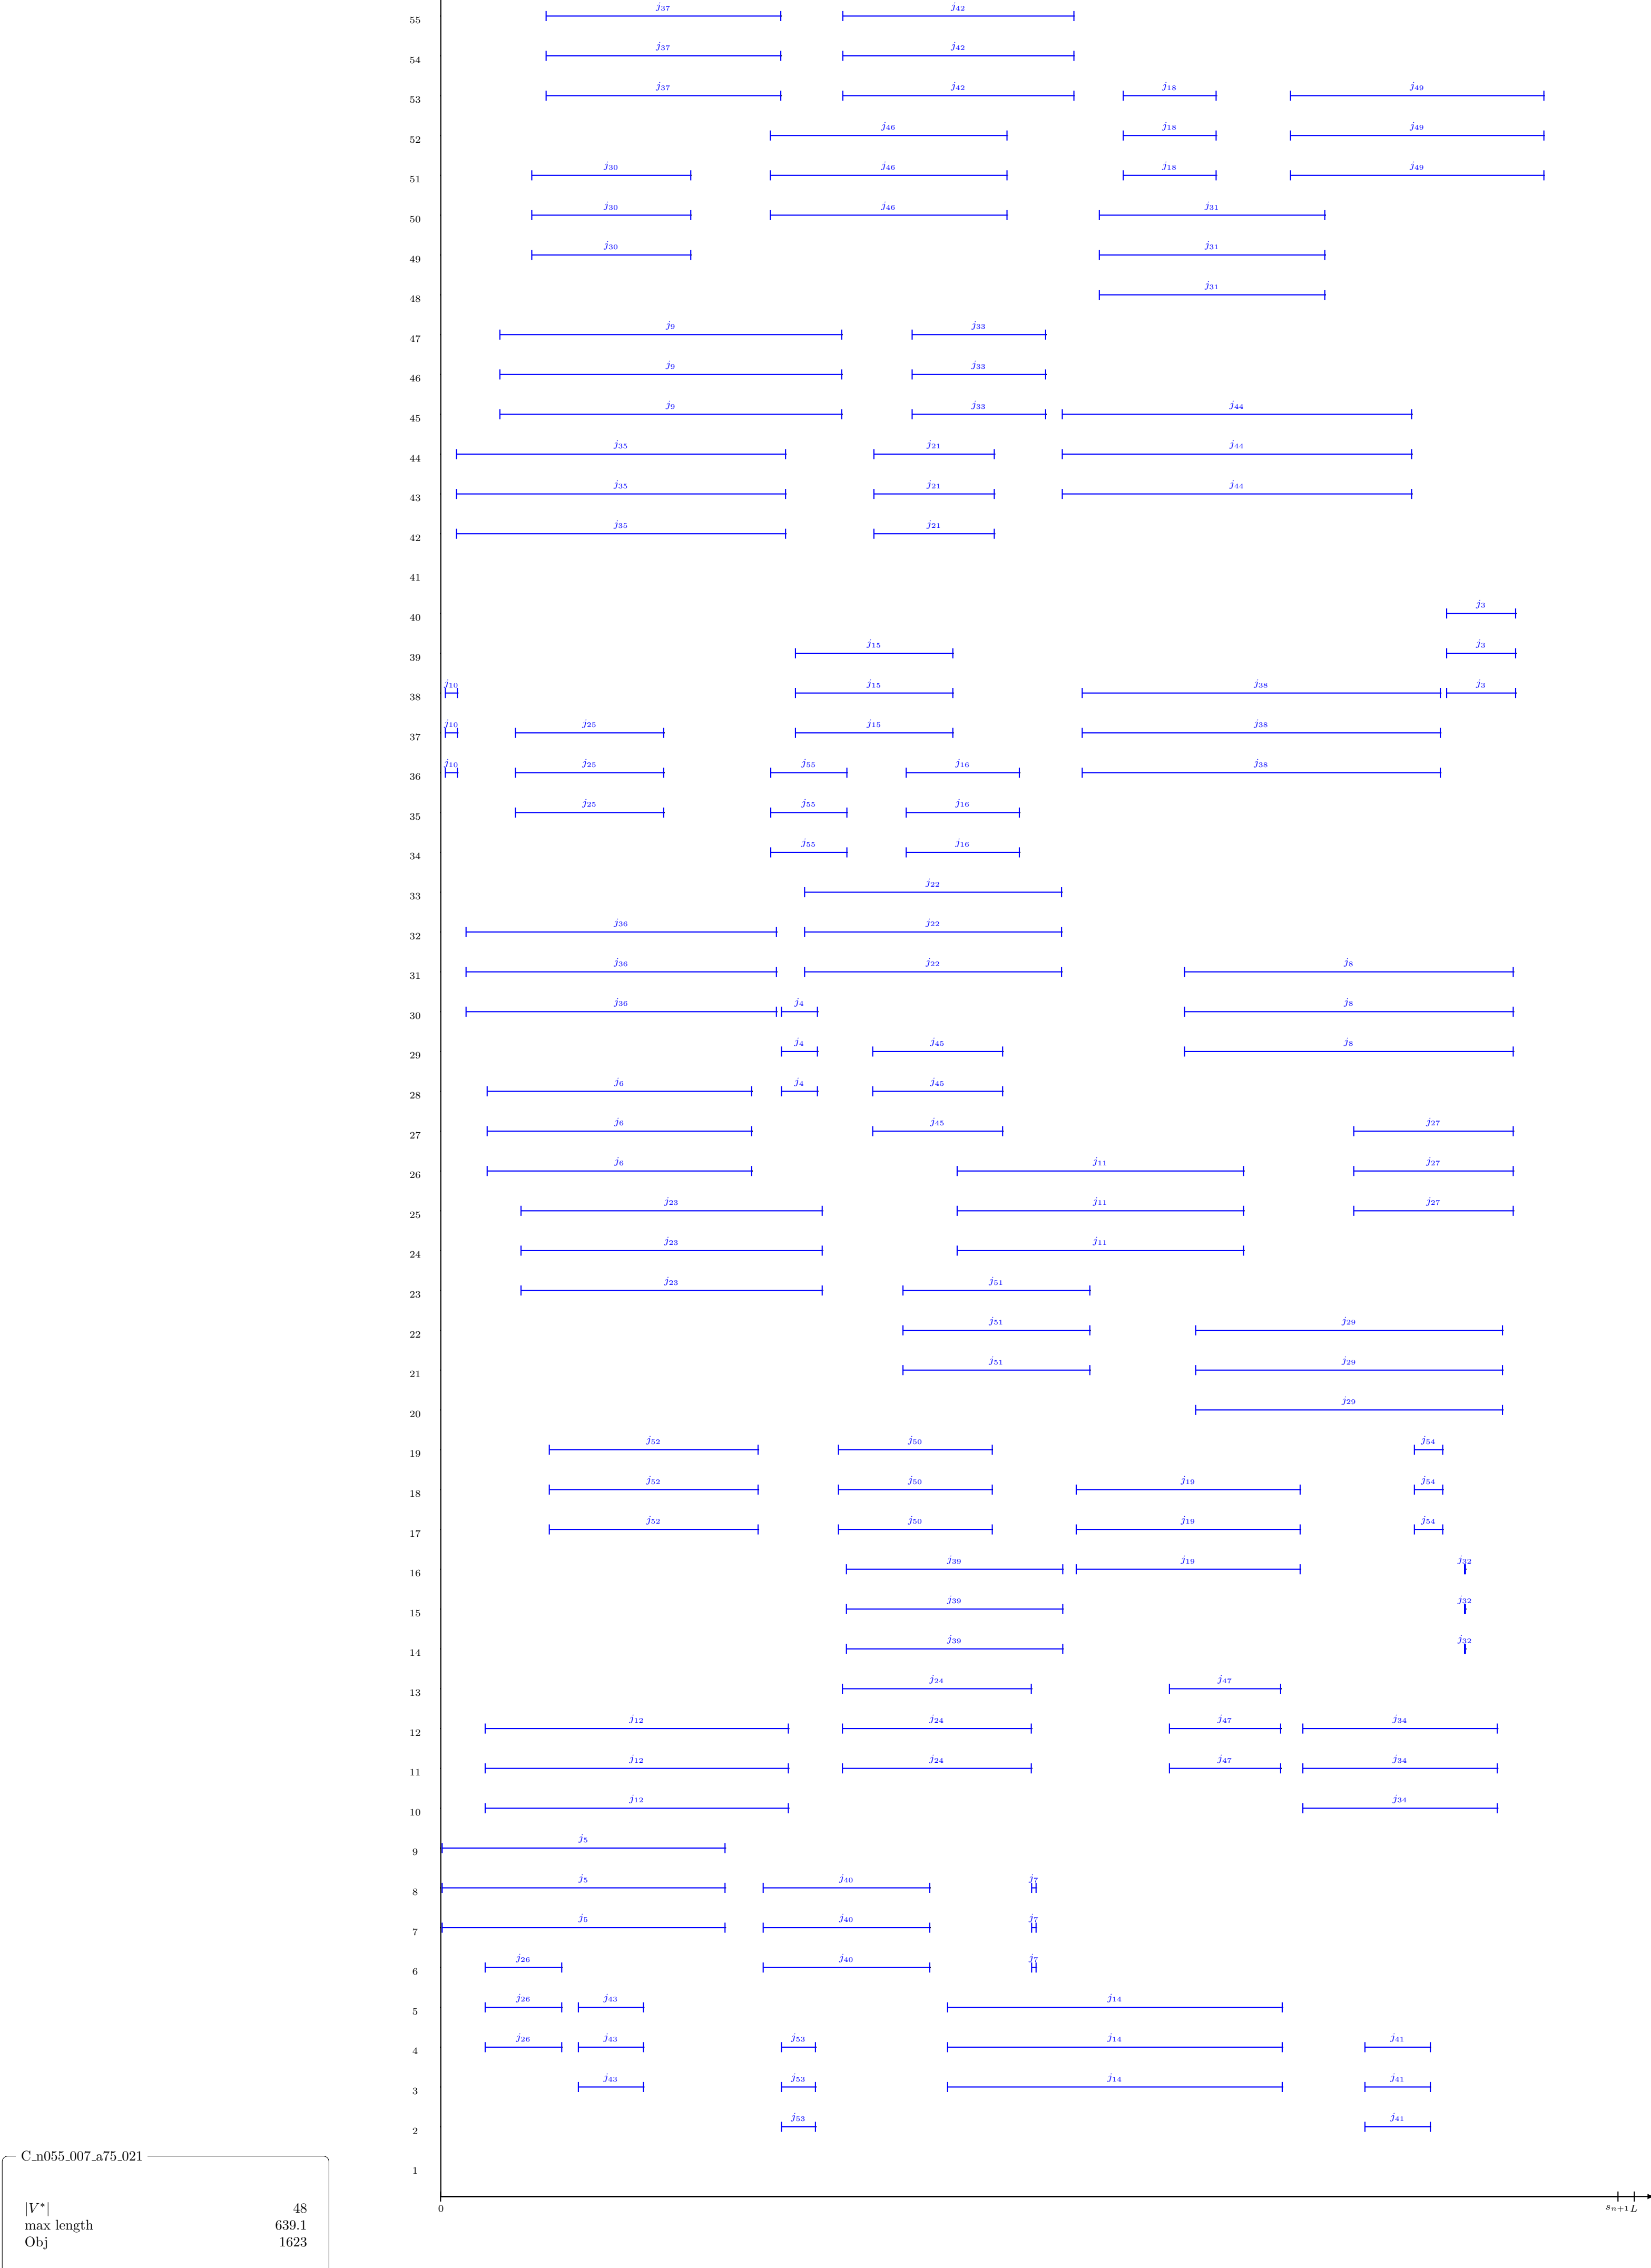 55 j37 j42
54 j37 j42
53 j37 j42 j18 j49
52 j46 j18 j49
51 j30 j46 j18 j49
50 j30 j46 j31
49 j30 j31
48 j31
47 j9 j33
46 j9 j33
45 j9 j33 j44
44 j35 j21 j44
43 j35 j21 j44
42 j35 j21
41
40 j3
39 j15 j3
38 j10 j15 j38 j3
37 j10 j25 j15 j38
36 j10 j25 j55 j16 j38
35 j25 j55 j16
34 j55 j16
33 j22
32 j36 j22
31 j36 j22 j8
30 j36 j4 j8
29 j4 j45 j8
28 j6 j4 j45
27 j6 j45 j27
26 j6 j11 j27
25 j23 j11 j27
24 j23 j11
23 j23 j51
22 j51 j29
21 j51 j29
20 j29
19 j52 j50 j54
18 j52 j50 j19 j54
17 j52 j50 j19 j54
16 j39 j19 j32
15 j39 j32
14 j39 j32
13 j24 j47
12 j12 j24 j47 j34
11 j12 j24 j47 j34
10 j12 j34
9 j5
8 j5 j40 j7
7 j5 j40 j7
6 j26 j40 j7
5 j26 j43 j14
4 j26 j43 j53 j14 j41
3 j43 j53 j14 j41
2 j53 j41
1
0 sn+1 L
C_n055_007_a75_021
|V*| 48
max length 639.1
Obj 1623